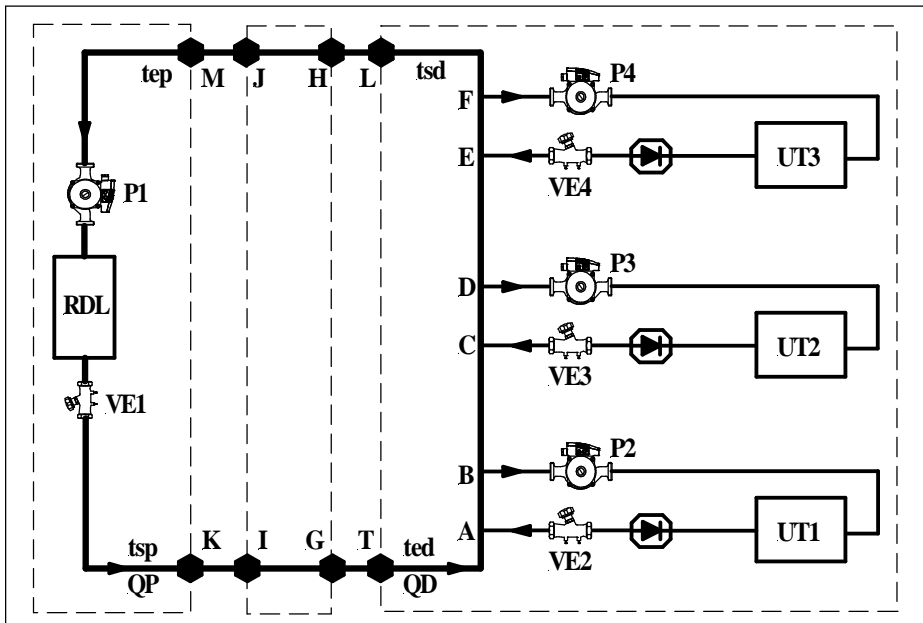 tep M J H L tsd
F
P4
E
VE4
UT3
P1
RDL
VE1
D
P3
C
VE3
UT2
B
P2
A
VE2
UT1
tsp K I G T ted
QP QD